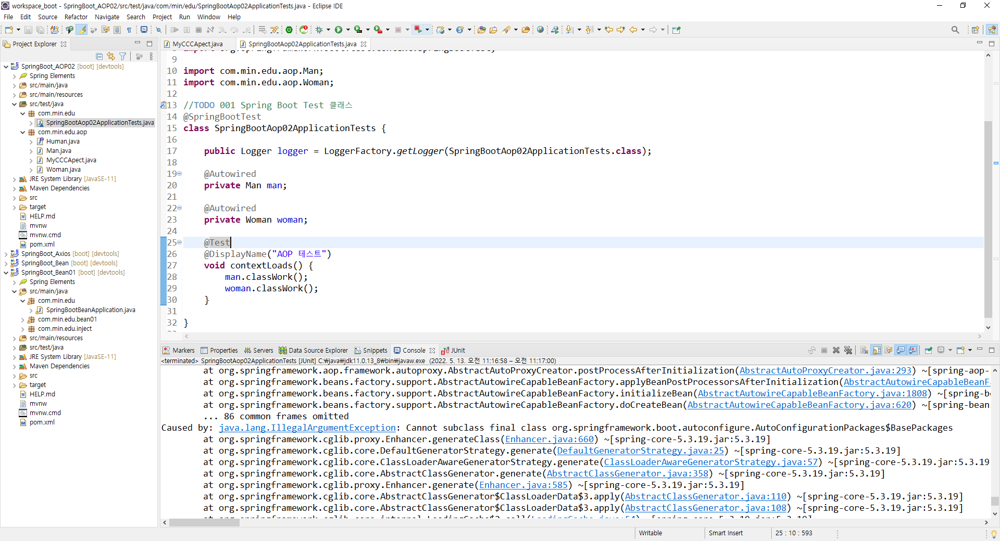 workspace_boot - SpringBoot_AOP02/src/test/java/com/min/edu/SpringBootAop02ApplicationTests.java - Eclipse IDE
File Edit Source Refactor Navigate Search Project Run Window Help
Project Explorer
SpringBoot_AOP02 [boot] [devtools]
Spring Elements
src/main/java
src/main/resources
src/test/java
com.min.edu
SpringBootAop02ApplicationTests.java
com.min.edu.aop
Human.java
Man.java
MyCCCApect.java
Woman.java
JRE System Library [JavaSE-11]
Maven Dependencies
src
target
HELP.md
mvnw
mvnw.cmd
pom.xml
SpringBoot_Axios [boot] [devtools]
SpringBoot_Bean [boot] [devtools]
SpringBoot_Bean01 [boot] [devtools]
Spring Elements
src/main/java
com.min.edu
SpringBootBeanApplication.java
com.min.edu.bean01
com.min.edu.inject
src/main/resources
src/test/java
JRE System Library [JavaSE-11]
Maven Dependencies
src
target
HELP.md
mvnw
mvnw.cmd
pom.xml
MyCCCApect.java SpringBootAop02ApplicationTests.java
9
10 import com.min.edu.aop.Man;
11 import com.min.edu.aop.Woman;
12
13 //TODO 001 Spring Boot Test 클래스
14 @SpringBootTest
15 class SpringBootAop02ApplicationTests {
16
17 public Logger logger = LoggerFactory.getLogger(SpringBootAop02ApplicationTests.class);
18
19 @Autowired
20 private Man man;
21
22 @Autowired
23 private Woman woman;
24
25 @Test
26 @DisplayName("AOP 테스트")
27 void contextLoads() {
28 man.classWork();
29 woman.classWork();
30 }
31
32 }
Markers Properties Servers Data Source Explorer Snippets Console JUnit
<terminated> SpringBootAop02ApplicationTests [JUnit] C:₩java₩jdk11.0.13_8₩bin₩javaw.exe (2022. 5. 13. 오전 11:16:58 – 오전 11:17:00)
at org.springframework.aop.framework.autoproxy.AbstractAutoProxyCreator.postProcessAfterInitialization(AbstractAutoProxyCreator.java:293) ~[spring-aop-
at org.springframework.beans.factory.support.AbstractAutowireCapableBeanFactory.applyBeanPostProcessorsAfterInitialization(AbstractAutowireCapableBeanF
at org.springframework.beans.factory.support.AbstractAutowireCapableBeanFactory.initializeBean(AbstractAutowireCapableBeanFactory.java:1808) ~[spring-b
at org.springframework.beans.factory.support.AbstractAutowireCapableBeanFactory.doCreateBean(AbstractAutowireCapableBeanFactory.java:620) ~[spring-bean
... 86 common frames omitted
Caused by: java.lang.IllegalArgumentException: Cannot subclass final class org.springframework.boot.autoconfigure.AutoConfigurationPackages$BasePackages
at org.springframework.cglib.proxy.Enhancer.generateClass(Enhancer.java:660) ~[spring-core-5.3.19.jar:5.3.19]
at org.springframework.cglib.core.DefaultGeneratorStrategy.generate(DefaultGeneratorStrategy.java:25) ~[spring-core-5.3.19.jar:5.3.19]
at org.springframework.cglib.core.ClassLoaderAwareGeneratorStrategy.generate(ClassLoaderAwareGeneratorStrategy.java:57) ~[spring-core-5.3.19.jar:5.3.19
at org.springframework.cglib.core.AbstractClassGenerator.generate(AbstractClassGenerator.java:358) ~[spring-core-5.3.19.jar:5.3.19]
at org.springframework.cglib.proxy.Enhancer.generate(Enhancer.java:585) ~[spring-core-5.3.19.jar:5.3.19]
at org.springframework.cglib.core.AbstractClassGenerator$ClassLoaderData$3.apply(AbstractClassGenerator.java:110) ~[spring-core-5.3.19.jar:5.3.19]
at org.springframework.cglib.core.AbstractClassGenerator$ClassLoaderData$3.apply(AbstractClassGenerator.java:108) ~[spring-core-5.3.19.jar:5.3.19]
Writable Smart Insert 25 : 10 : 593